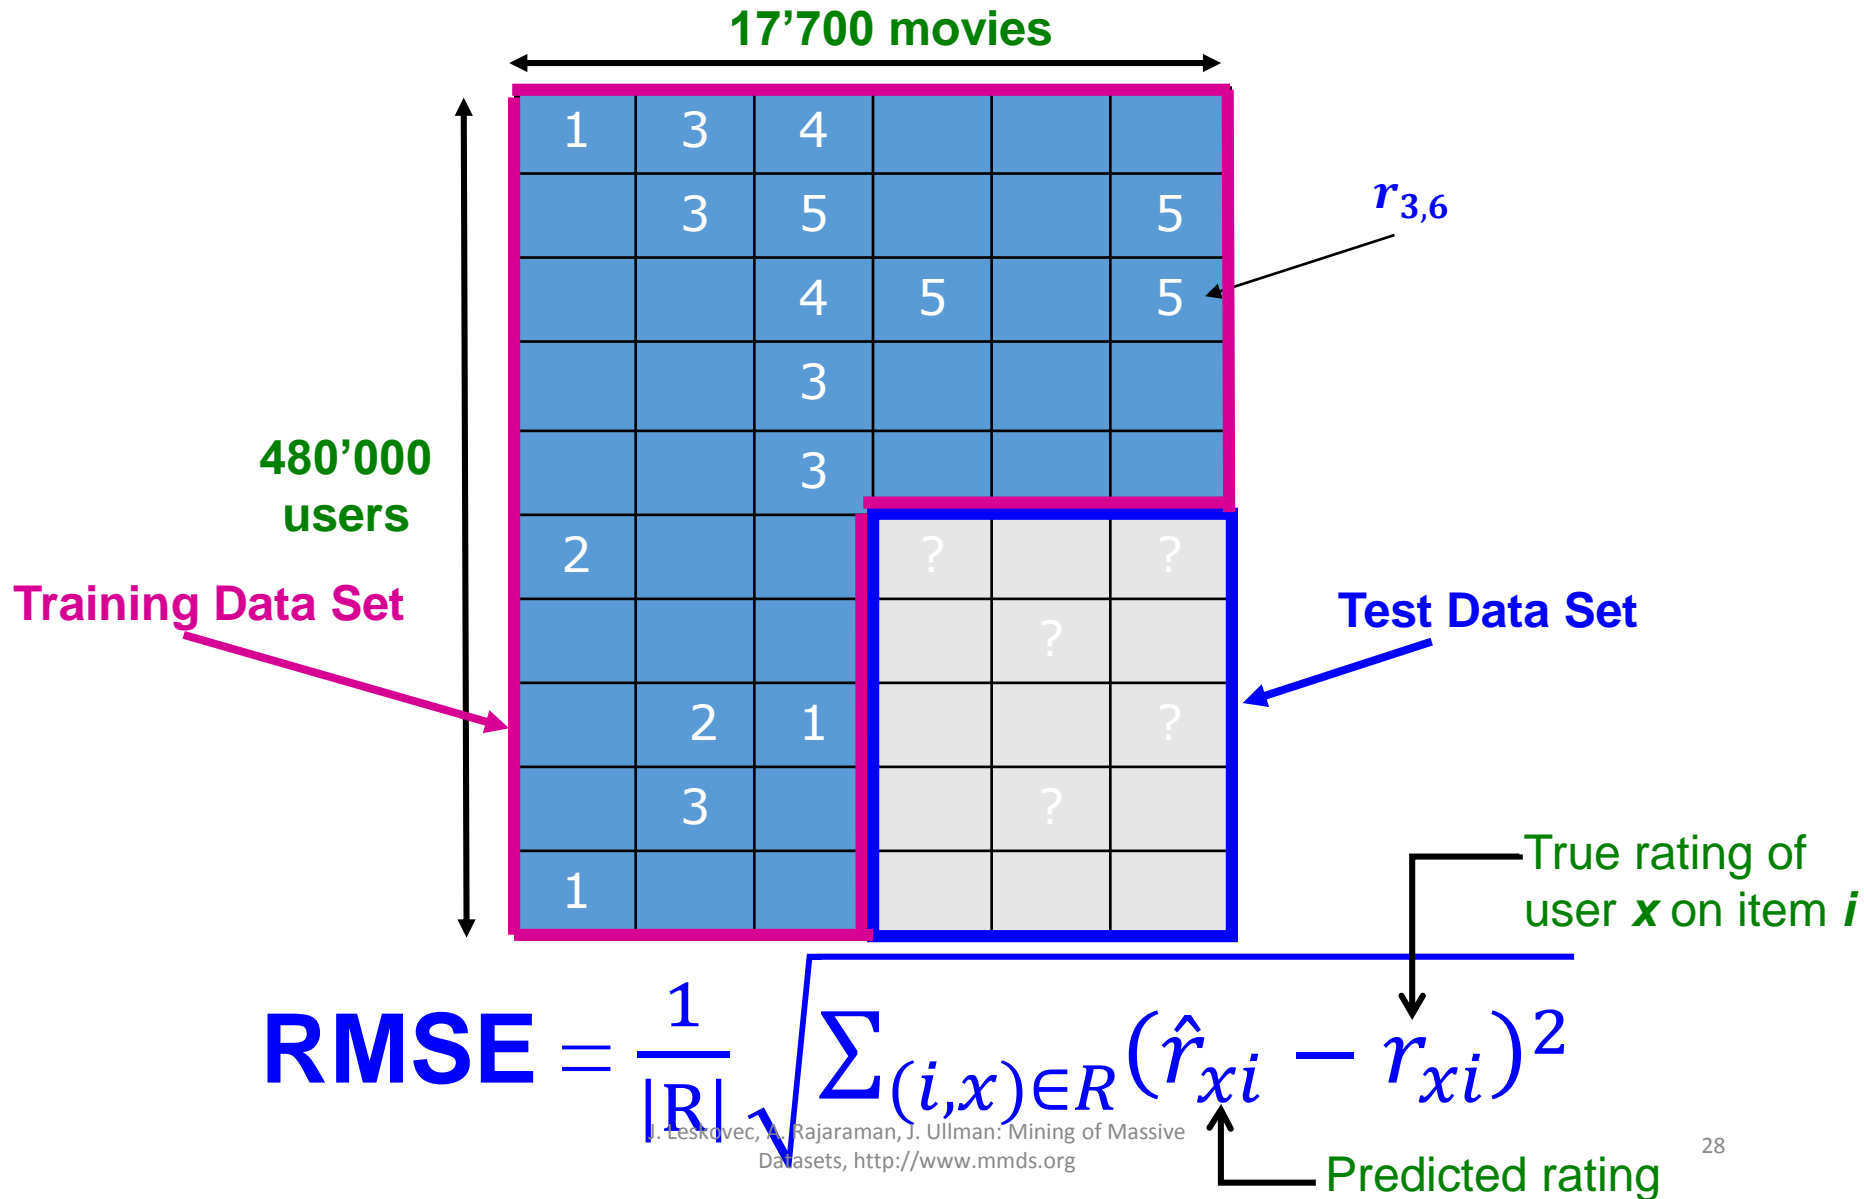 17’700 movies
1 3 4
3 5 5
r3,6
4 5 5
3
480’000
users
3
2 ? ?
Training Data Set
Test Data Set
?
2 1 ?
3 ?
1
True rating of
user x on item i
RMSE = 1/|R| √∑(i,x)∈R(r̂xi − rxi)²
J. Leskovec, A. Rajaraman, J. Ullman: Mining of Massive
Datasets, http://www.mmds.org
28
Predicted rating